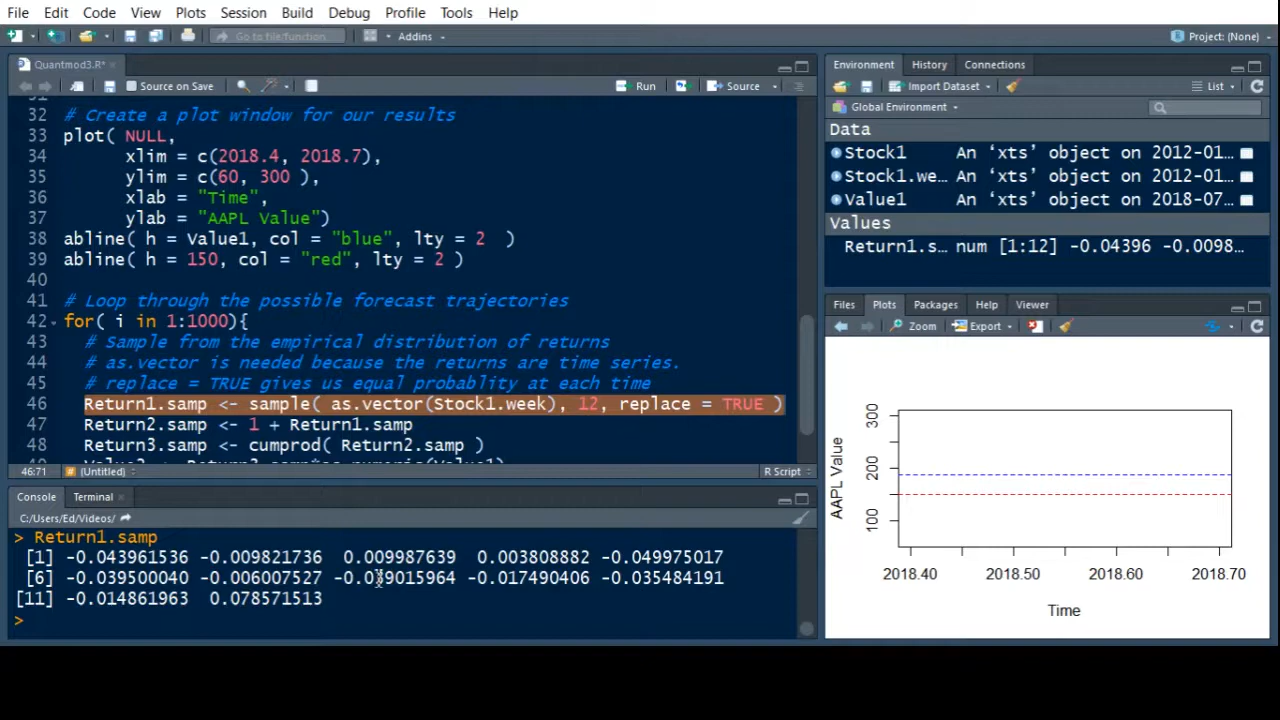 File Edit Code View Plots Session Build Debug Profile Tools Help
Go to file/function Addins Project: (None)
Quantmod3.R*
Source on Save Run Source
31
32 # Create a plot window for our results
33 plot( NULL,
34 xlim = c(2018.4, 2018.7),
35 ylim = c(60, 300 ),
36 xlab = "Time",
37 ylab = "AAPL Value")
38 abline( h = Value1, col = "blue", lty = 2 )
39 abline( h = 150, col = "red", lty = 2 )
40
41 # Loop through the possible forecast trajectories
42 for( i in 1:1000){
43 # Sample from the empirical distribution of returns
44 # as.vector is needed because the returns are time series.
45 # replace = TRUE gives us equal probablity at each time
46 Return1.samp <- sample( as.vector(Stock1.week), 12, replace = TRUE )
47 Return2.samp <- 1 + Return1.samp
48 Return3.samp <- cumprod( Return2.samp )
46:71 # (Untitled) R Script
Console Terminal
C:/Users/Ed/Videos/
> Return1.samp
[1] -0.043961536 -0.009821736 0.009987639 0.003808882 -0.049975017
[6] -0.039500040 -0.006007527 -0.039015964 -0.017490406 -0.035484191
[11] -0.014861963 0.078571513
>
Environment History Connections
Import Dataset List
Global Environment
Data
Stock1 An ‘xts’ object on 2012-01…
Stock1.we… An ‘xts’ object on 2012-01…
Value1 An ‘xts’ object on 2018-07…
Values
Return1.s… num [1:12] -0.04396 -0.0098…
Files Plots Packages Help Viewer
Zoom Export
AAPL Value
300
200
100
2018.40 2018.50 2018.60 2018.70
Time